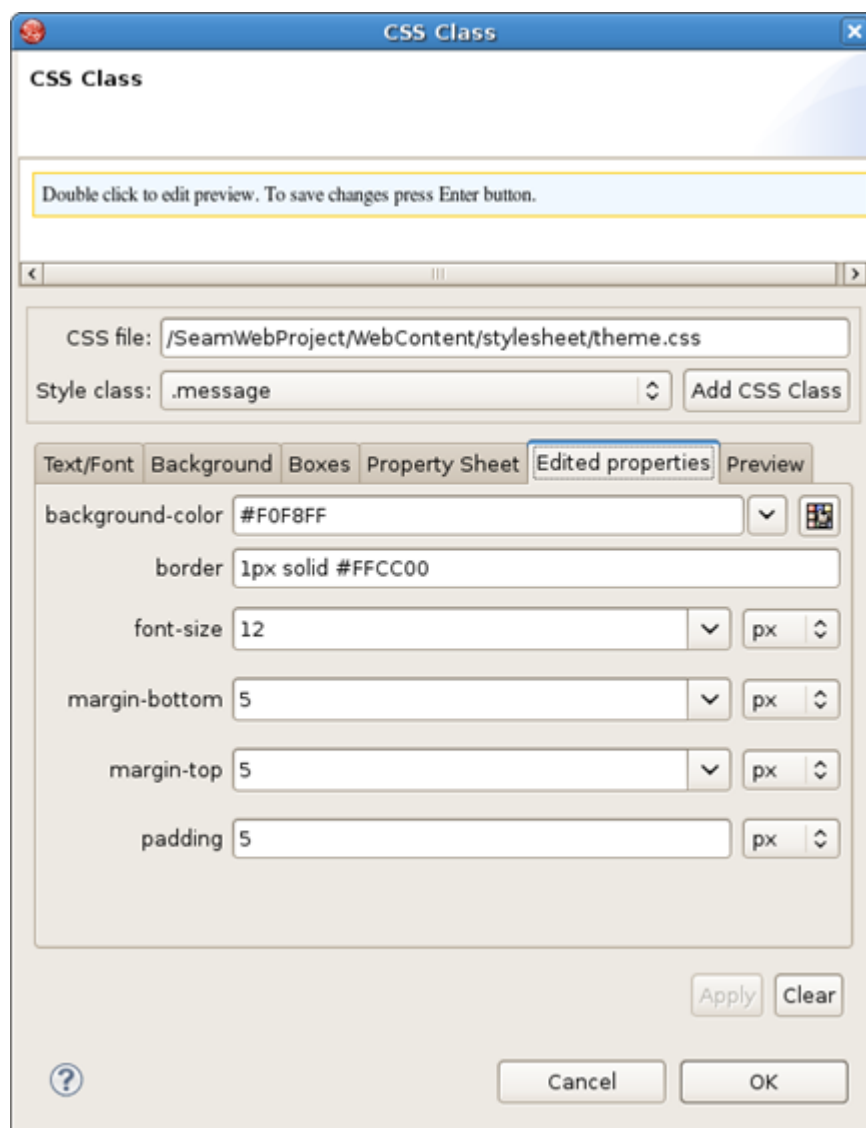 CSS Class
CSS Class
Double click to edit preview. To save changes press Enter button.
CSS file: /SeamWebProject/WebContent/stylesheet/theme.css
Style class: .message Add CSS Class
Text/Font Background Boxes Property Sheet Edited properties Preview
background-color #F0F8FF
border 1px solid #FFCC00
font-size 12 px
margin-bottom 5 px
margin-top 5 px
padding 5 px
Apply Clear
Cancel OK